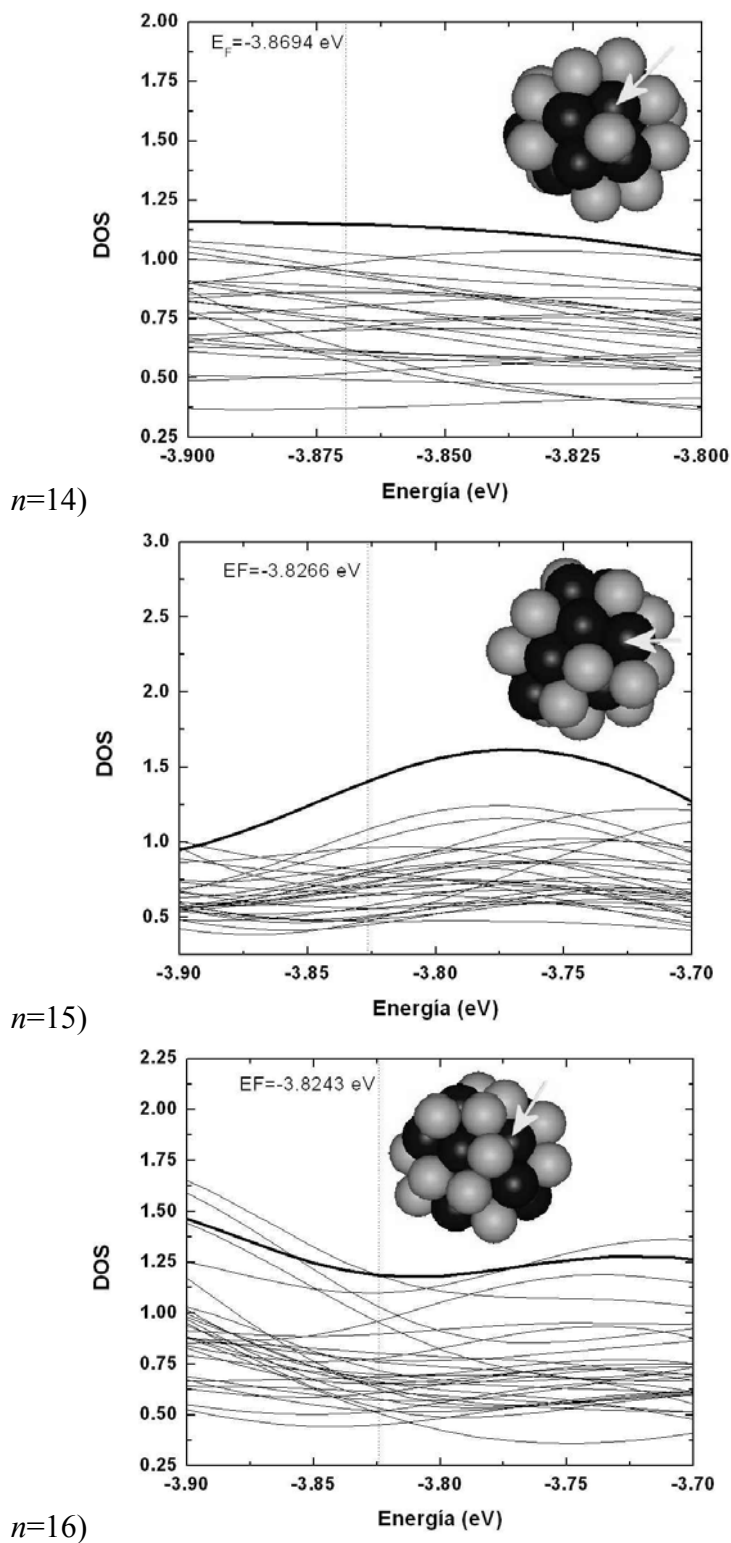 2.00
E_F=-3.8694 eV
1.75
1.50
1.25
DOS
1.00
0.75
0.50
0.25
-3.900 -3.875 -3.850 -3.825 -3.800
Energía (eV)
n=14)
3.0
EF=-3.8266 eV
2.5
2.0
DOS
1.5
1.0
0.5
-3.90 -3.85 -3.80 -3.75 -3.70
Energía (eV)
n=15)
2.25
EF=-3.8243 eV
2.00
1.75
1.50
DOS
1.25
1.00
0.75
0.50
0.25
-3.90 -3.85 -3.80 -3.75 -3.70
Energía (eV)
n=16)